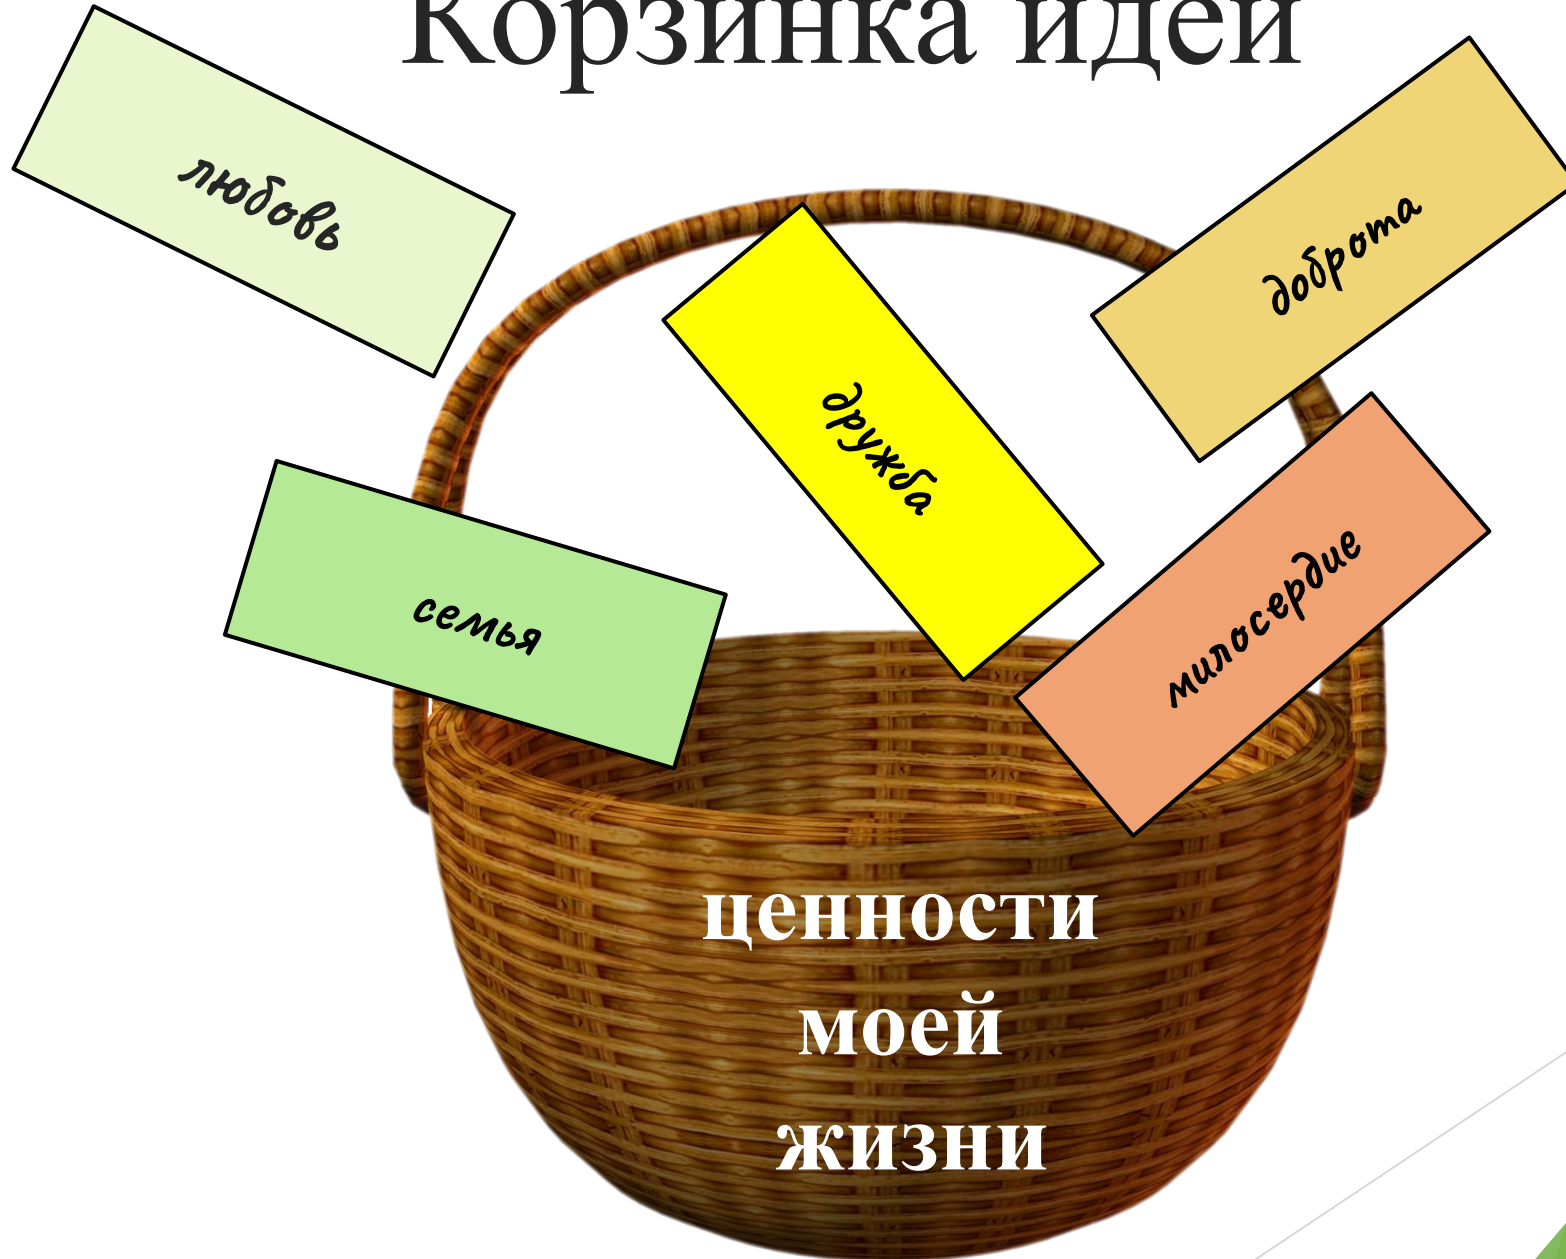 Корзинка идей
любовь
доброта
дружба
семья
милосердие
ценности
моей
жизни